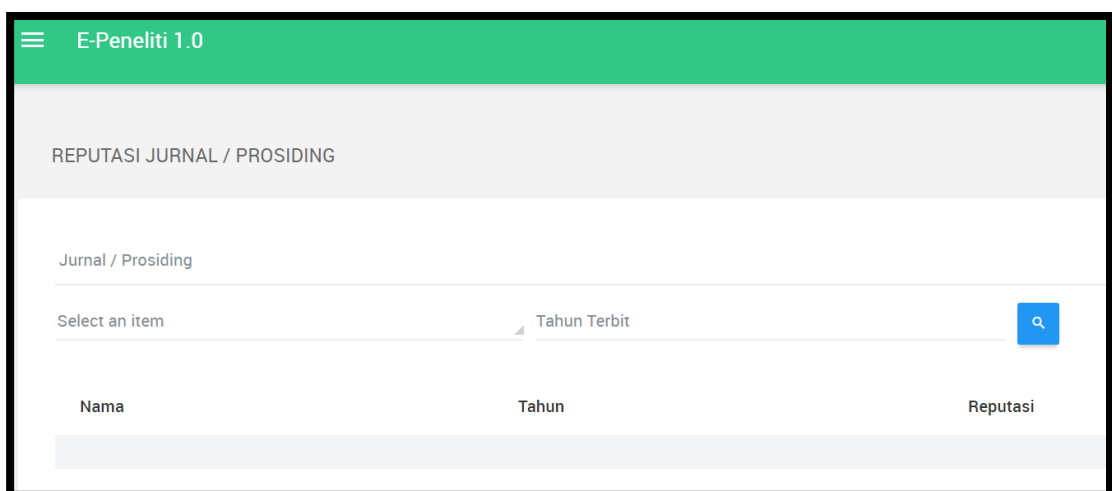 E-Peneliti 1.0
REPUTASI JURNAL / PROSIDING
Jurnal / Prosiding
Select an item Tahun Terbit
Nama Tahun Reputasi